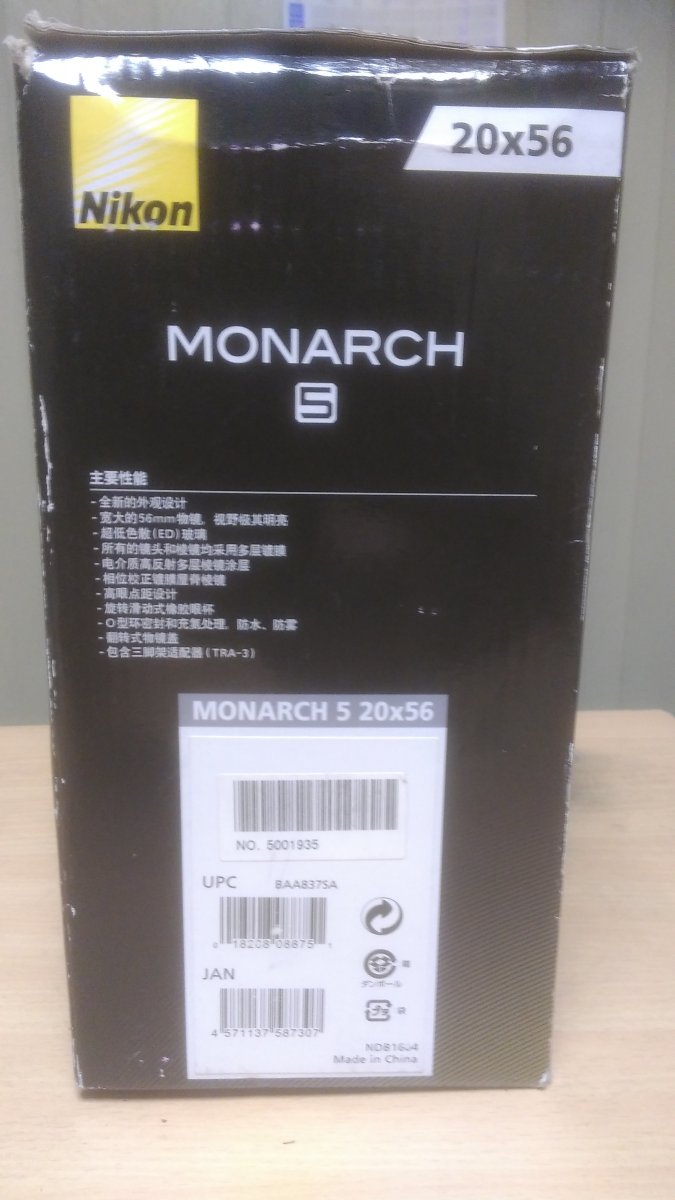 Nikon
20x56
MONARCH
5
主要性能
- 全新的外观设计
- 宽大的56mm物镜，视野极其明亮
- 超低色散(ED)玻璃
- 所有的镜头和棱镜均采用多层镀膜
- 电介质高反射多层棱镜涂层
- 相位校正镀膜屋脊棱镜
- 高眼点距设计
- 旋转滑动式橡胶眼杯
- O型环密封和充氮处理，防水、防雾
- 翻转式物镜盖
- 包含三脚架适配器(TRA-3)
MONARCH 5 20x56
NO. 5001935
UPC BAA837SA
0 18208 08875 1
JAN
ダンボール
4 571137 587307
Made in China